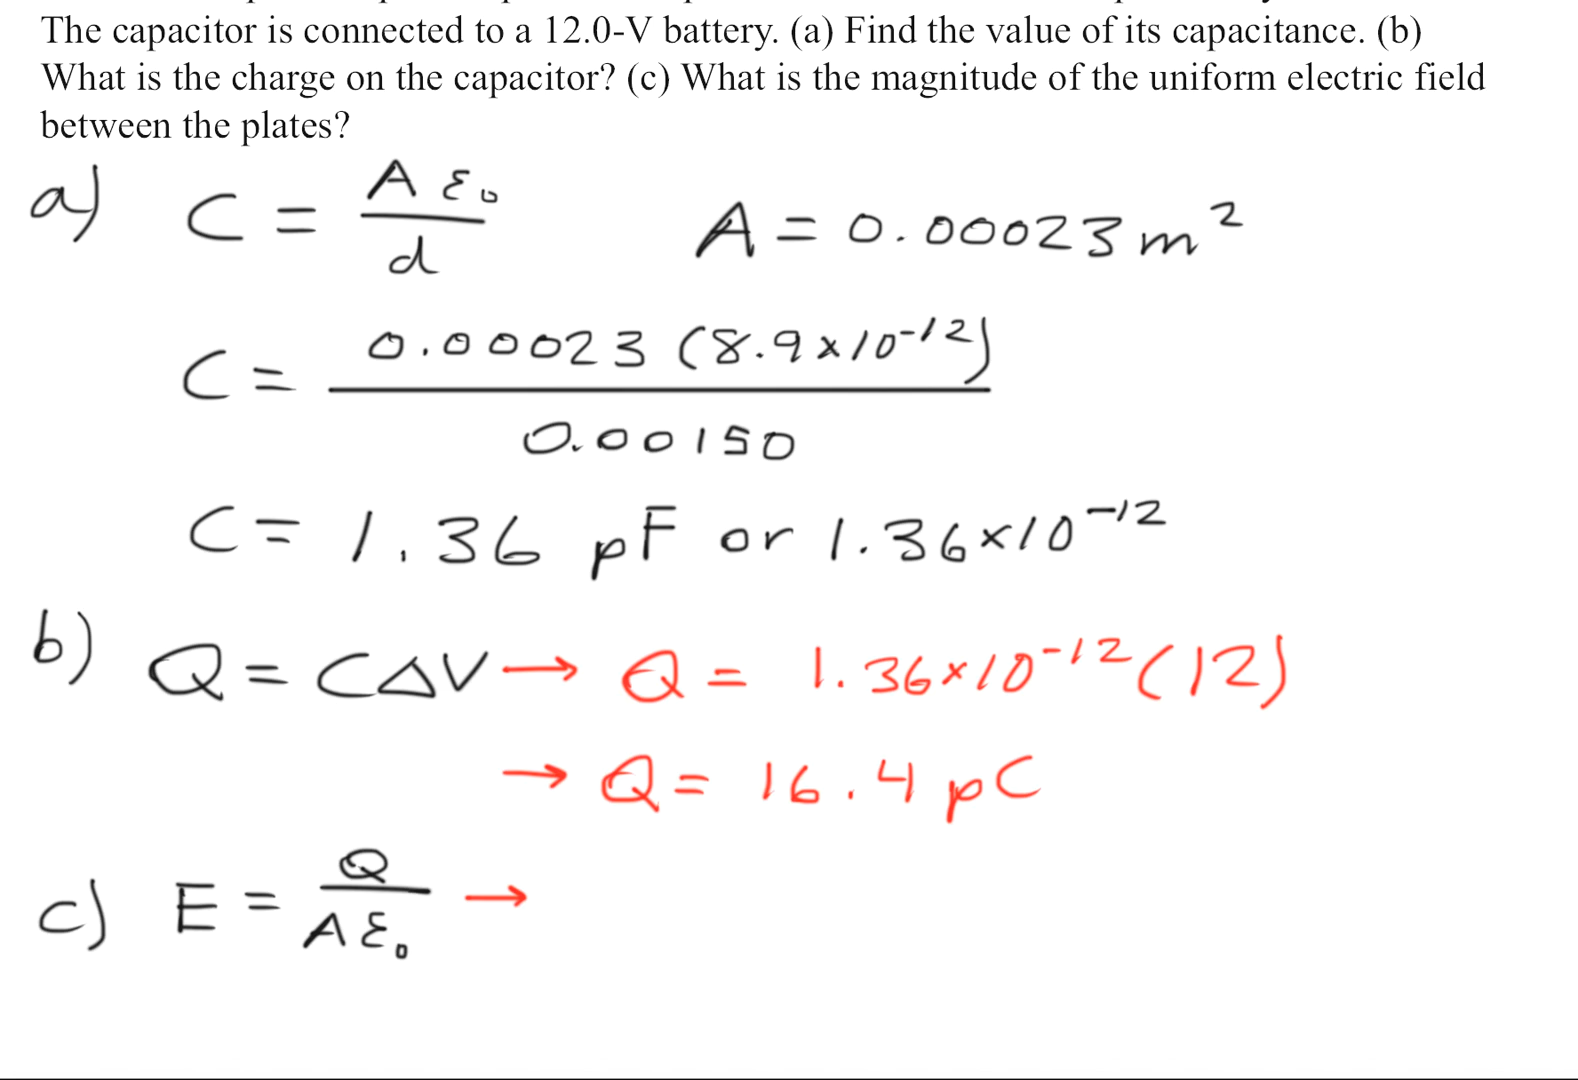 The capacitor is connected to a 12.0-V battery. (a) Find the value of its capacitance. (b)
What is the charge on the capacitor? (c) What is the magnitude of the uniform electric field
between the plates?
a) C = Aε₀/d    A = 0.00023 m²
C = 0.00023 (8.9×10⁻¹²)/0.00150
C = 1.36 pF or 1.36×10⁻¹²
b) Q = CΔV → Q = 1.36×10⁻¹²(12)
→ Q = 16.4 pC
c) E = Q/Aε₀ →